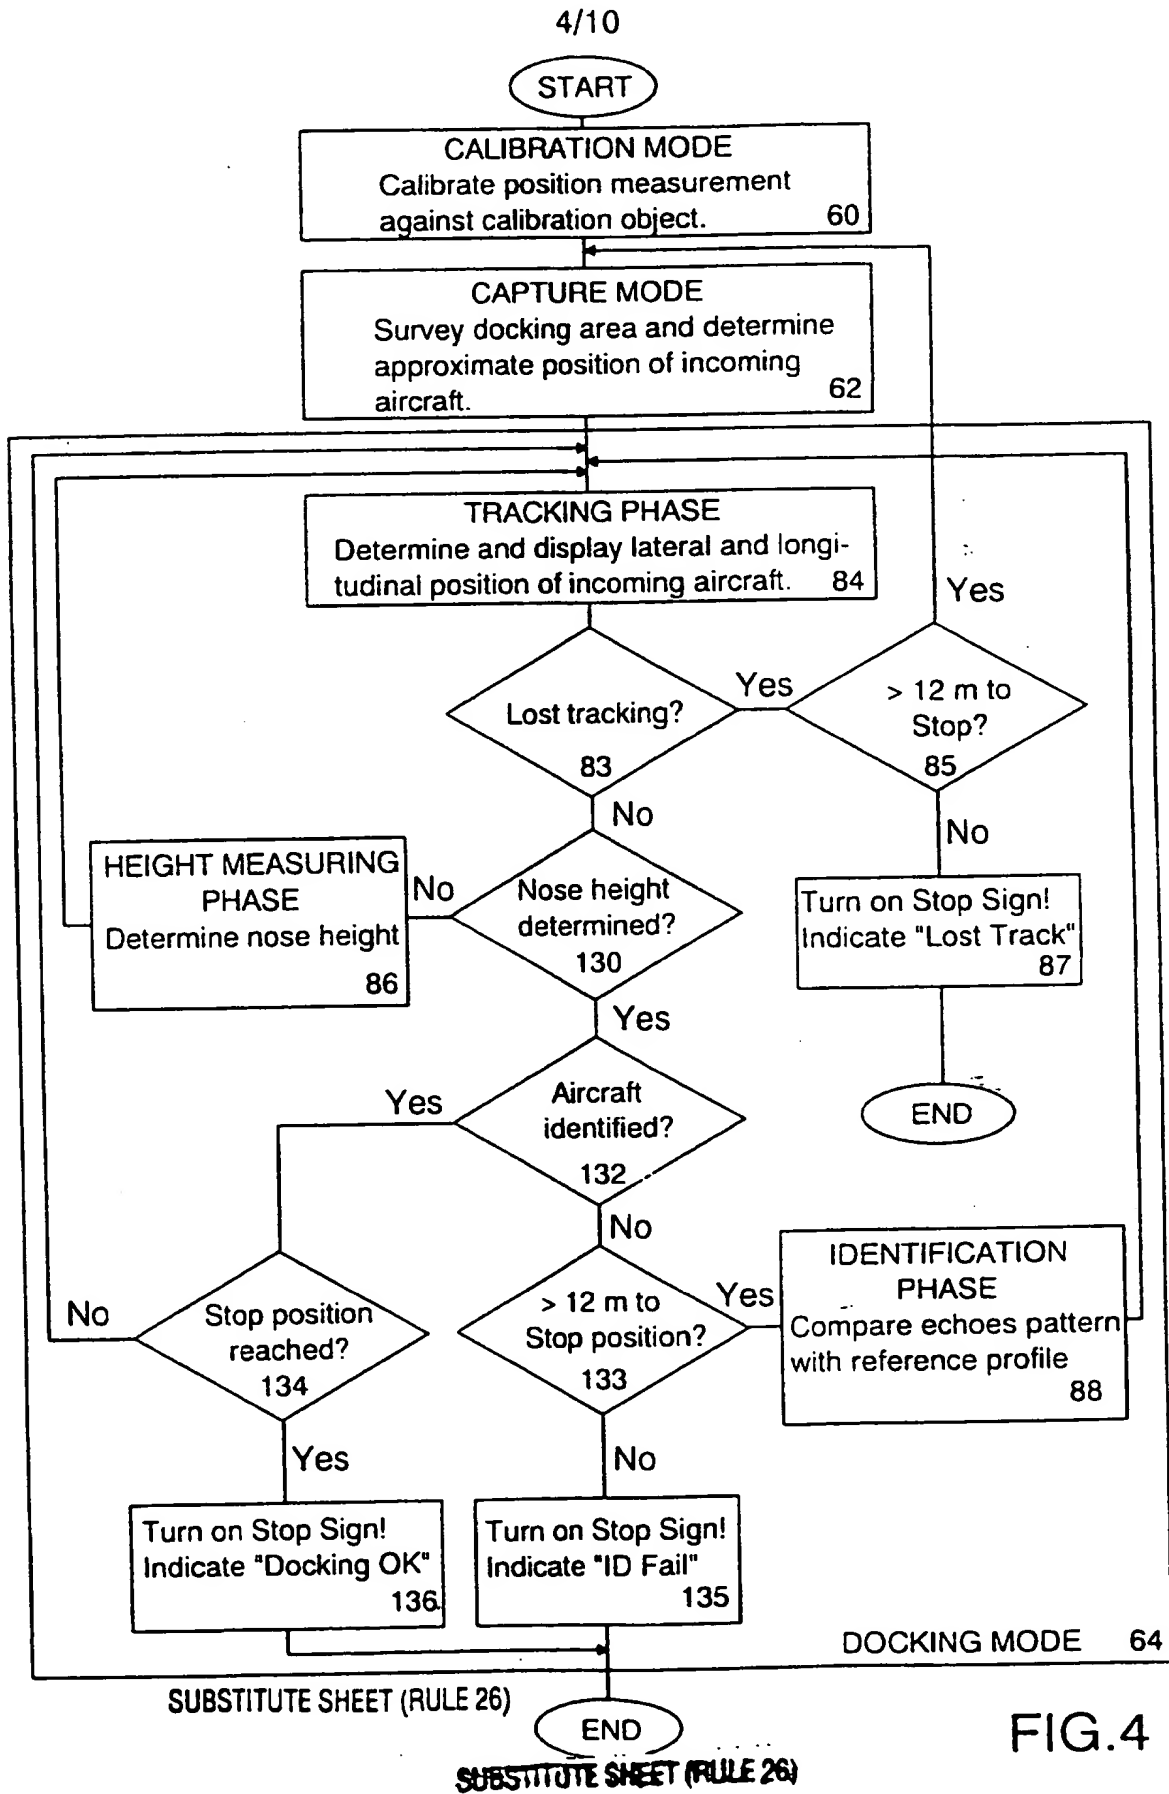 4/10
START
CALIBRATION MODE
Calibrate position measurement
against calibration object.
60
CAPTURE MODE
Survey docking area and determine
approximate position of incoming
aircraft.
62
TRACKING PHASE
Determine and display lateral and longi-
tudinal position of incoming aircraft.
84
Yes
Lost tracking?
83
Yes
> 12 m to
Stop?
85
No
No
HEIGHT MEASURING
PHASE
Determine nose height
86
No
Nose height
determined?
130
Turn on Stop Sign!
Indicate "Lost Track"
87
Yes
END
Yes
Aircraft
identified?
132
No
No
Stop position
reached?
134
> 12 m to
Stop position?
133
Yes
IDENTIFICATION
PHASE
Compare echoes pattern
with reference profile
88
Yes
No
Turn on Stop Sign!
Indicate "Docking OK"
136
Turn on Stop Sign!
Indicate "ID Fail"
135
DOCKING MODE 64
SUBSTITUTE SHEET (RULE 26)
END
FIG.4
SUBSTITUTE SHEET (RULE 26)